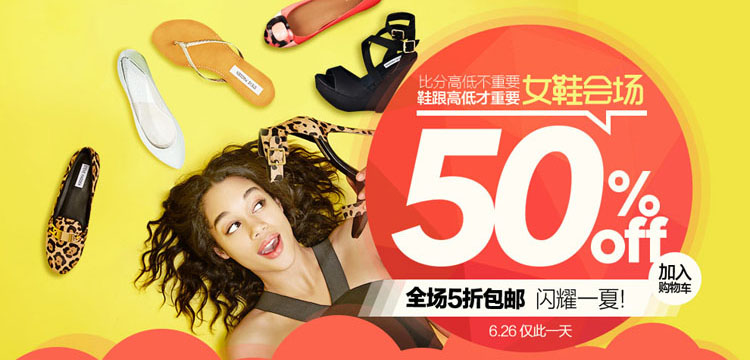 比分高低不重要
鞋跟高低才重要 女鞋会场
50% off
加入
购物车
全场5折包邮 闪耀一夏!
6.26 仅此一天